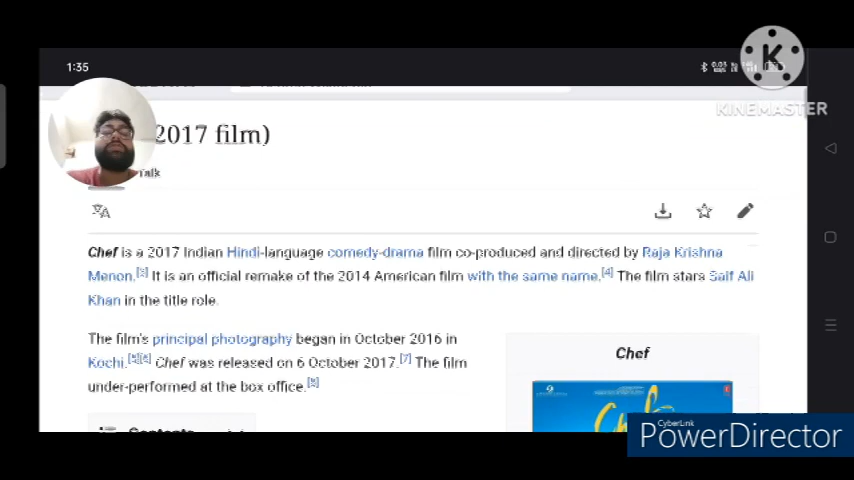 1:35
KINEMASTER
2017 film)
Talk
Chef is a 2017 Indian Hindi-language comedy-drama film co-produced and directed by Raja Krishna
Menon.[3] It is an official remake of the 2014 American film with the same name.[4] The film stars Saif Ali
Khan in the title role.
The film's principal photography began in October 2016 in
Kochi.[5][6] Chef was released on 6 October 2017.[7] The film
under-performed at the box office.[8]
Chef
Contents
CyberLink
PowerDirector